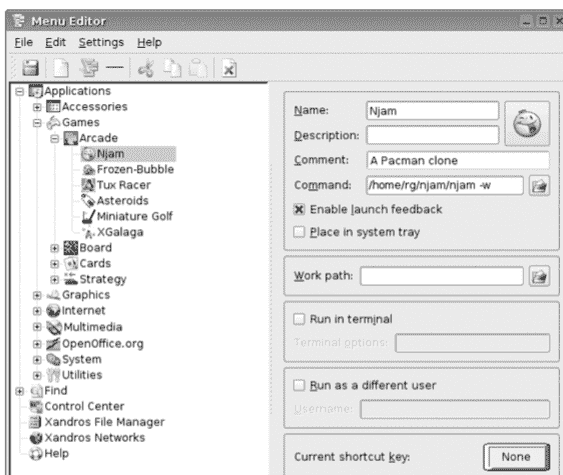 Menu Editor
File Edit Settings Help
Applications
Accessories
Games
Arcade
Njam
Frozen-Bubble
Tux Racer
Asteroids
Miniature Golf
XGalaga
Board
Cards
Strategy
Graphics
Internet
Multimedia
OpenOffice.org
System
Utilities
Find
Control Center
Xandros File Manager
Xandros Networks
Help
Name: Njam
Description:
Comment: A Pacman clone
Command: /home/rg/njam/njam -w
Enable launch feedback
Place in system tray
Work path:
Run in terminal
Terminal options:
Run as a different user
Username:
Current shortcut key: None